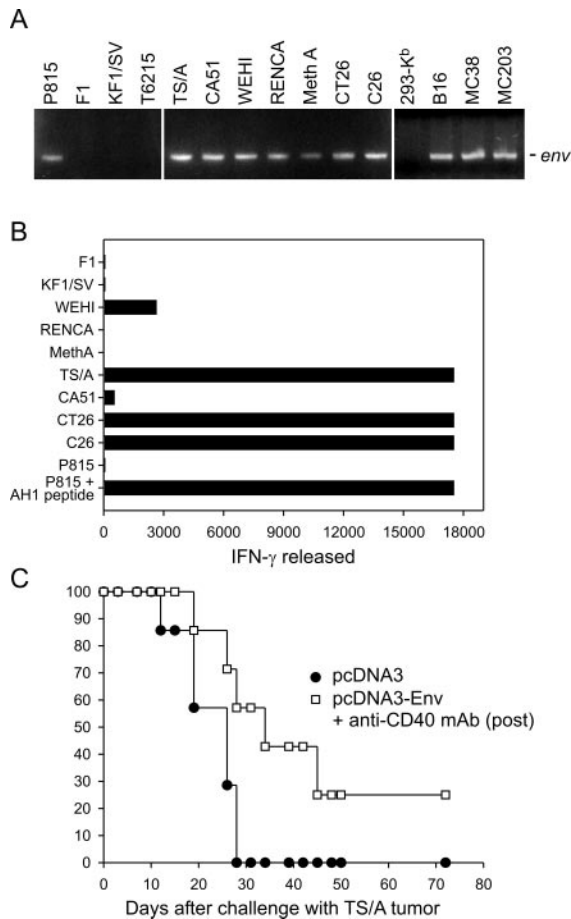 A
P815
F1
KF1/SV
T6215
TS/A
CA51
WEHI
RENCA
Meth A
CT26
C26
293-Kᵇ
B16
MC38
MC203
- env
B
F1
KF1/SV
WEHI
RENCA
MethA
TS/A
CA51
CT26
C26
P815
P815 +
AH1 peptide
0 3000 6000 9000 12000 15000 18000
IFN-γ released
C
100
90
80
70
60
50
40
30
20
10
0
pcDNA3
pcDNA3-Env
+ anti-CD40 mAb (post)
0 10 20 30 40 50 60 70 80
Days after challenge with TS/A tumor